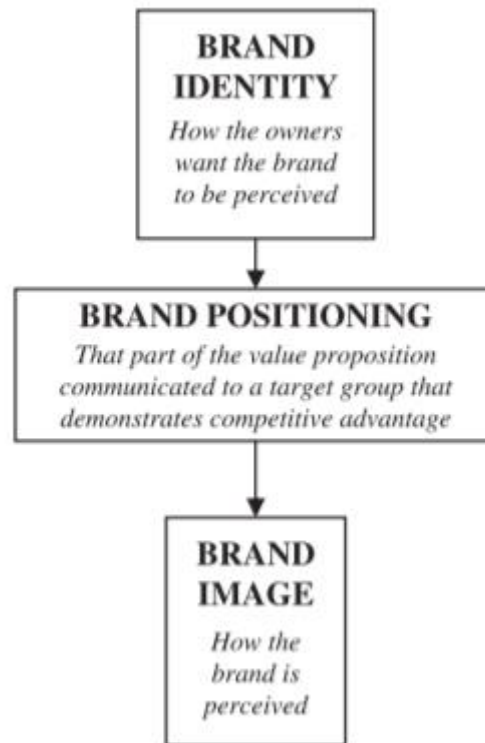 BRAND
IDENTITY
How the owners
want the brand
to be perceived
BRAND POSITIONING
That part of the value proposition
communicated to a target group that
demonstrates competitive advantage
BRAND
IMAGE
How the
brand is
perceived